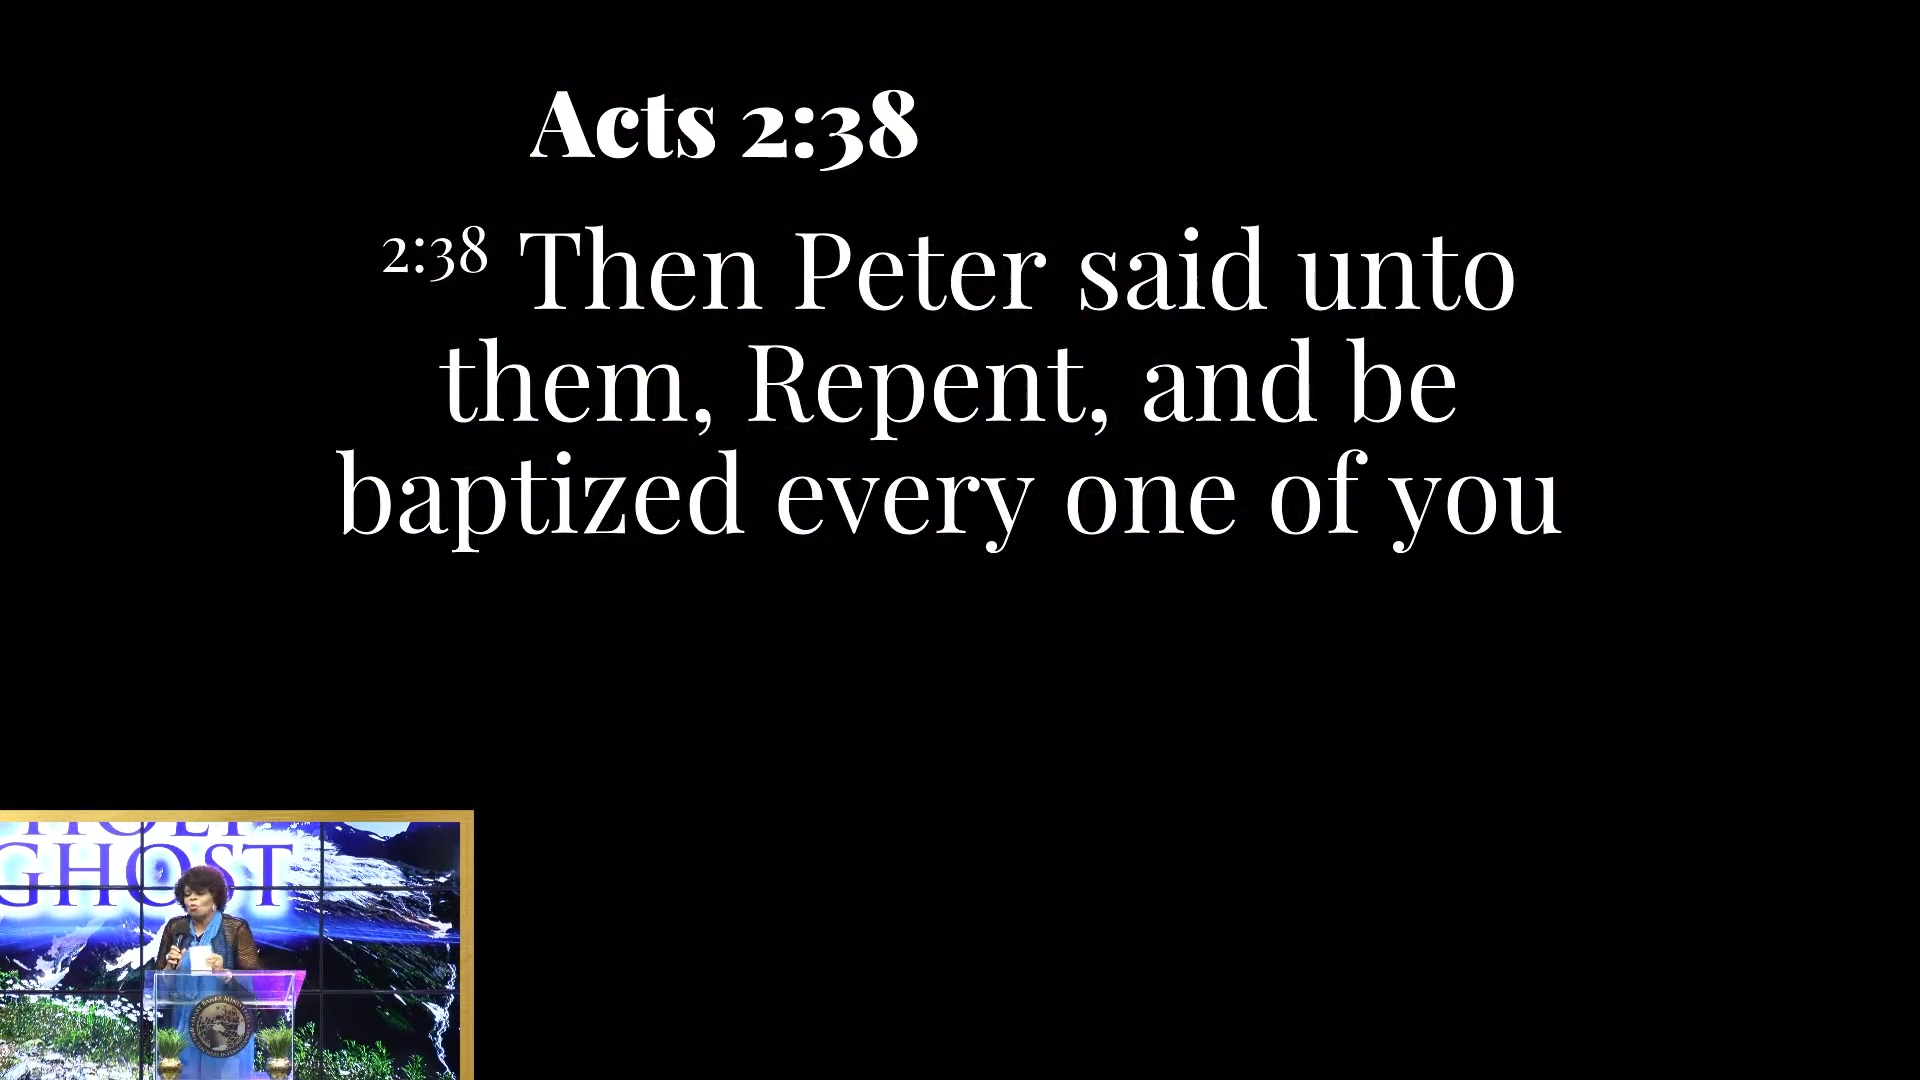 Acts 2:38
2:38 Then Peter said unto
them, Repent, and be
baptized every one of you
HOLY
GHOST